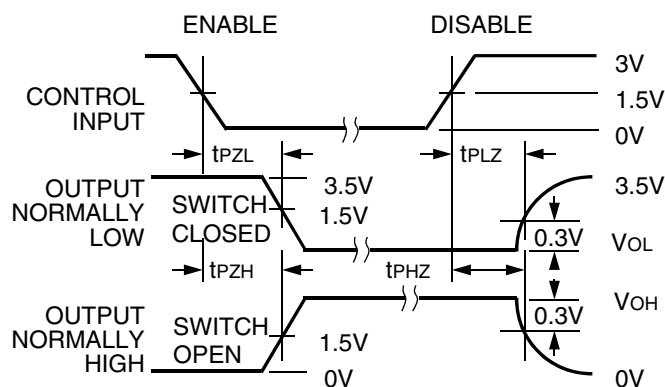 ENABLE
DISABLE
CONTROL
INPUT
3V
1.5V
0V
tPZL
tPLZ
OUTPUT
NORMALLY
LOW
SWITCH
CLOSED
3.5V
1.5V
3.5V
0.3V
VOL
tPZH
tPHZ
OUTPUT
NORMALLY
HIGH
SWITCH
OPEN
1.5V
0V
VOH
0.3V
0V